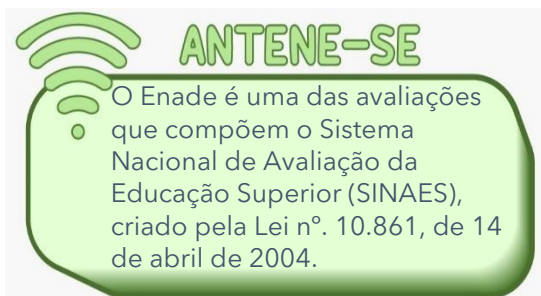 ANTENE-SE
O Enade é uma das avaliações
que compõem o Sistema
Nacional de Avaliação da
Educação Superior (SINAES),
criado pela Lei nº. 10.861, de 14
de abril de 2004.